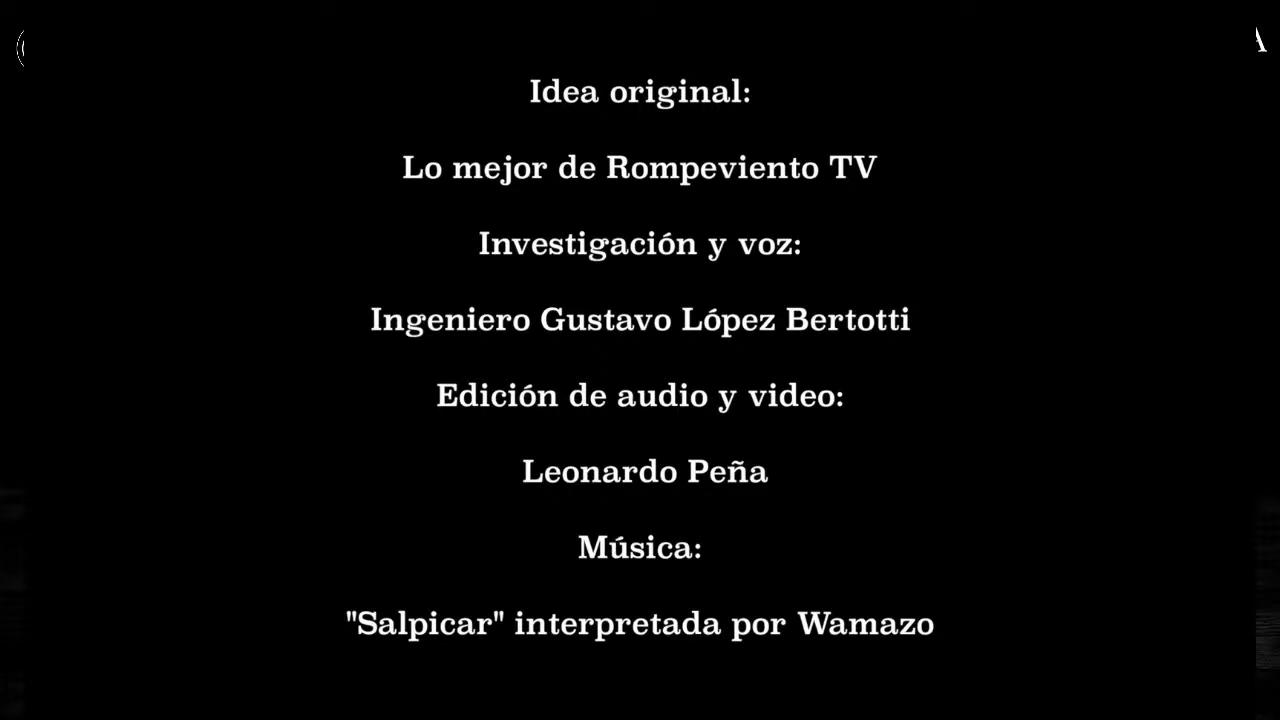 Idea original:
Lo mejor de Rompeviento TV
Investigación y voz:
Ingeniero Gustavo López Bertotti
Edición de audio y video:
Leonardo Peña
Música:
"Salpicar" interpretada por Wamazo